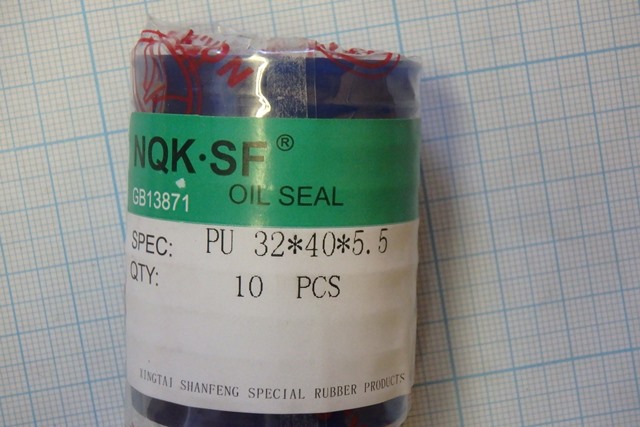 NQK·SF®
GB13871 OIL SEAL
SPEC: PU 32*40*5.5
QTY: 10 PCS
XINGTAI SHANFENG SPECIAL RUBBER PRODUCTS